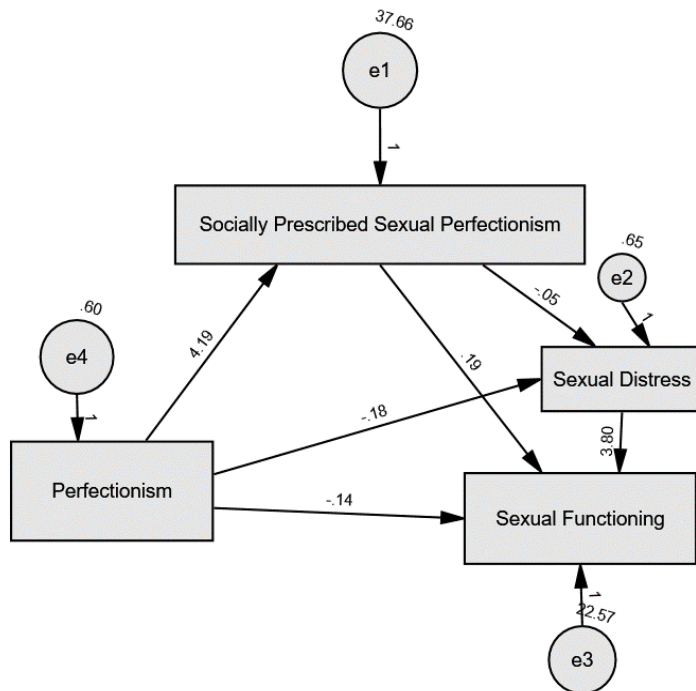 37.66
e1
1
Socially Prescribed Sexual Perfectionism
.65
e2
1
-.05
.60
e4
1
4.19
.19
Sexual Distress
-.18
3.80
Perfectionism
-.14
Sexual Functioning
1
22.57
e3